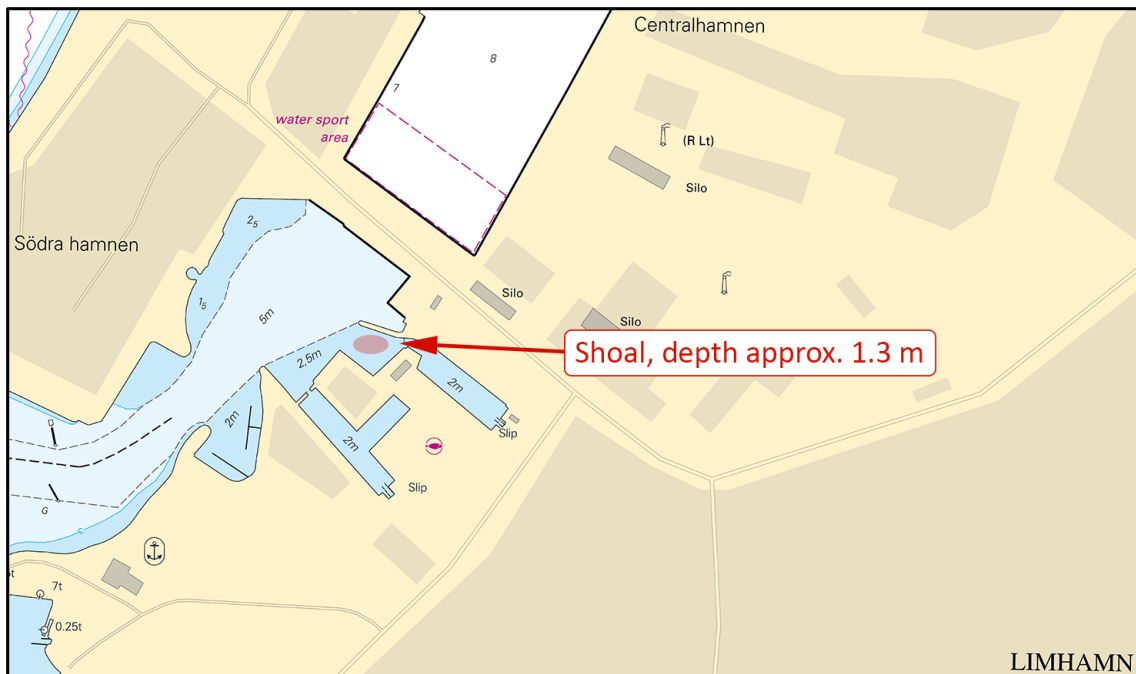 Centralhamnen
8
7
water sport
area
(R Lt)
Silo
2₅
Södra hamnen
1₅
5m
Silo
Silo
Shoal, depth approx. 1.3 m
2,5m
2m
2m
2m
Slip
Slip
G
7t
0.25t
LIMHAMN